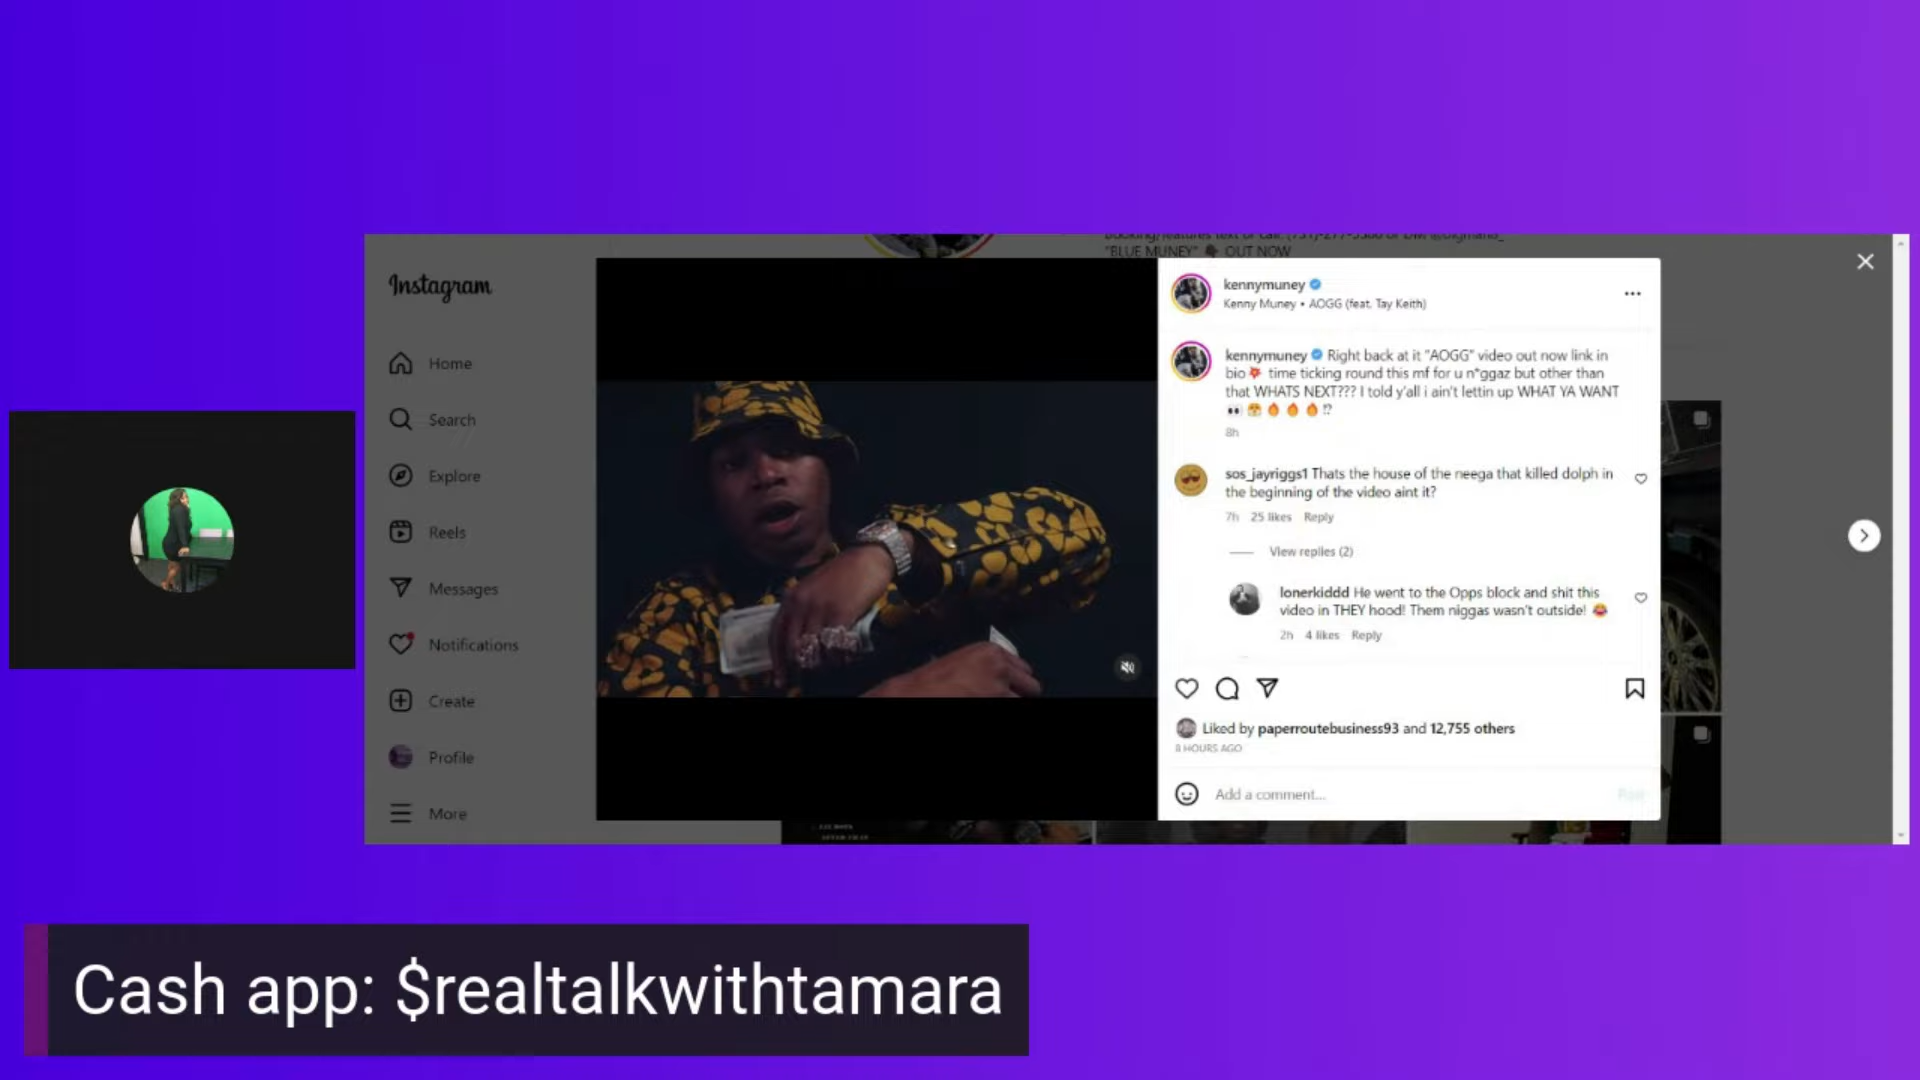 "BLUE MUNEY" OUT NOW
Instagram
Home
Search
Explore
Reels
Messages
Notifications
Create
Profile
More
kennymuney
Kenny Muney • AOGG (feat. Tay Keith)
kennymuney Right back at it "AOGG" video out now link in
bio💥 time ticking round this mf for u n*ggaz but other than
that WHATS NEXT??? I told y'all i ain't lettin up WHAT YA WANT
👀 😤 🔥 🔥 🔥 ⁉
8h
sos_jayriggs1 Thats the house of the neega that killed dolph in
the beginning of the video aint it?
7h 25 likes Reply
View replies (2)
lonerkiddd He went to the Opps block and shit this
video in THEY hood! Them niggas wasn't outside! 😂
2h 4 likes Reply
Liked by paperroutebusiness93 and 12,755 others
8 HOURS AGO
Add a comment...
Post
Cash app: $realtalkwithtamara